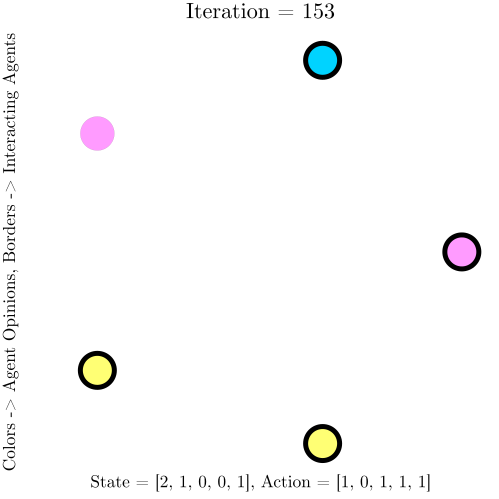 Iteration = 153
Colors -> Agent Opinions, Borders -> Interacting Agents
State = [2, 1, 0, 0, 1], Action = [1, 0, 1, 1, 1]